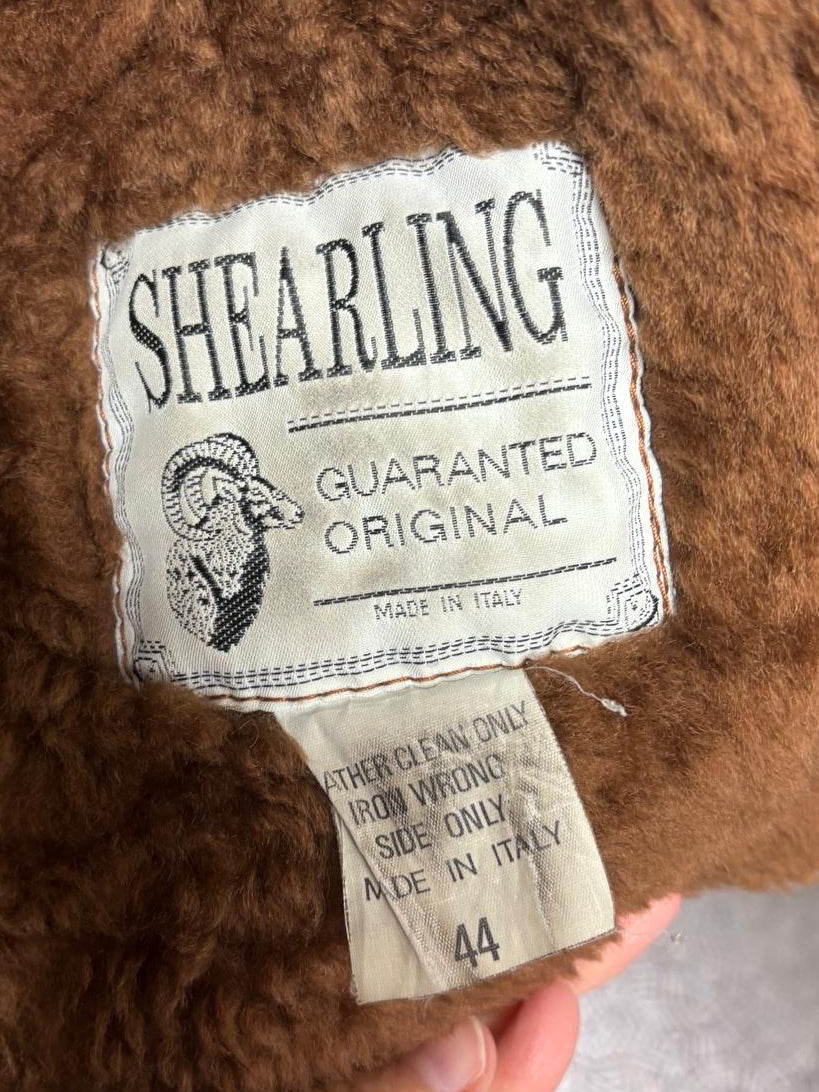 SHEARLING
GUARANTED
ORIGINAL
MADE IN ITALY
ATHER CLEAN ONLY
IRON WRONG
SIDE ONLY
MADE IN ITALY
44